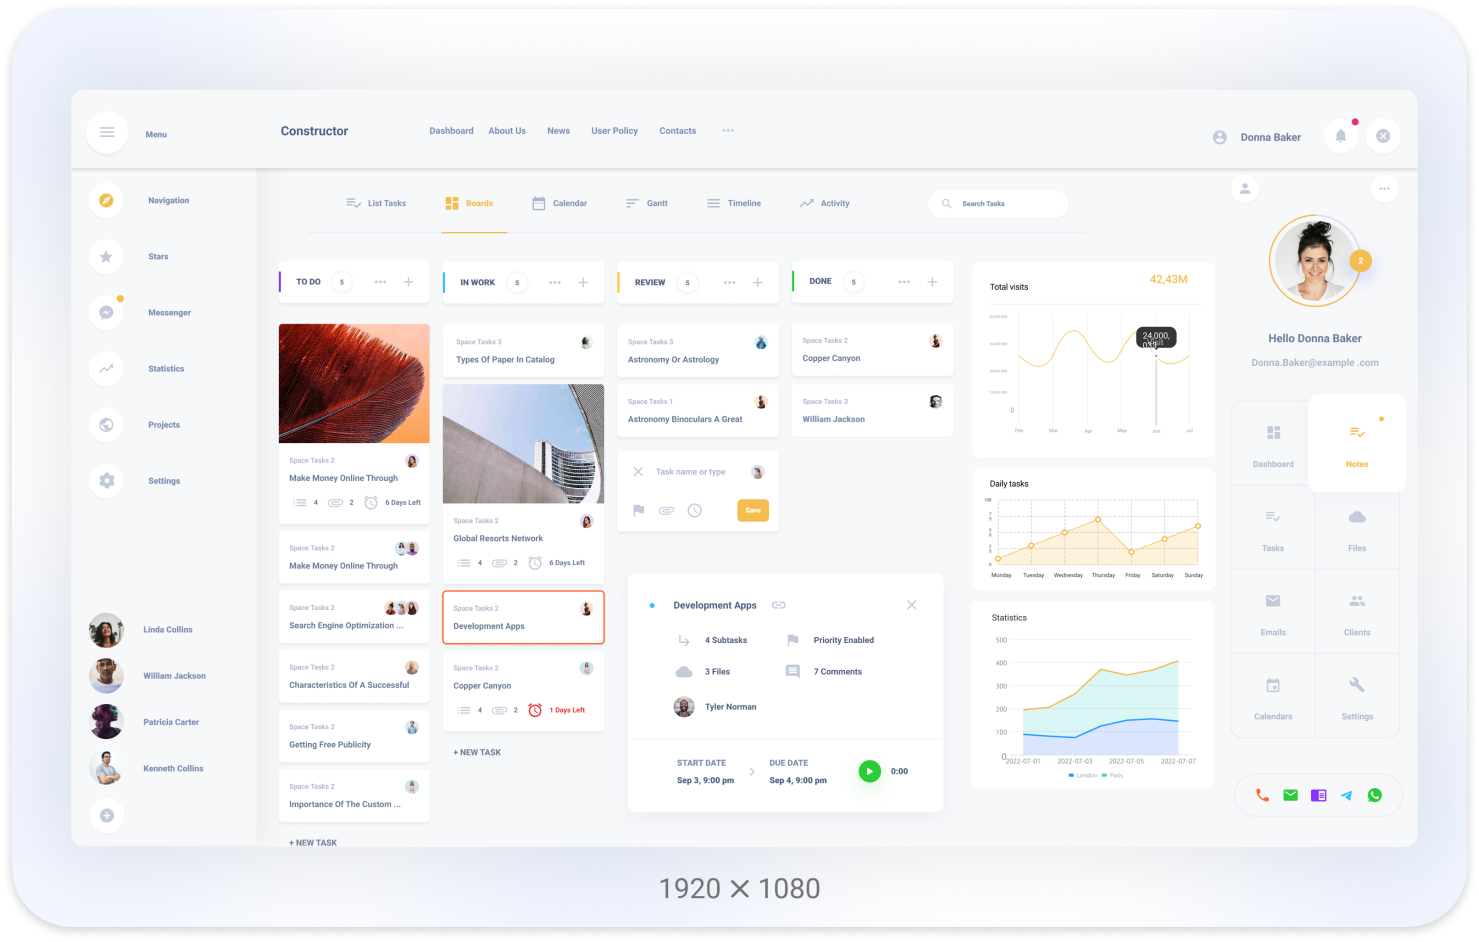 Menu
Constructor
Dashboard About Us News User Policy Contacts
Donna Baker
Navigation
Stars
Messenger
Statistics
Projects
Settings
Linda Collins
William Jackson
Patricia Carter
Kenneth Collins
List Tasks Boards Calendar Gantt Timeline Activity
Search Tasks
TO DO 5
Space Tasks 2
Make Money Online Through
4 2 6 Days Left
Space Tasks 2
Make Money Online Through
Space Tasks 2
Search Engine Optimization ...
Space Tasks 2
Characteristics Of A Successful
Space Tasks 2
Getting Free Publicity
Space Tasks 2
Importance Of The Custom ...
+ NEW TASK
IN WORK 5
Space Tasks 3
Types Of Paper In Catalog
Space Tasks 2
Global Resorts Network
4 2 6 Days Left
Space Tasks 2
Development Apps
Space Tasks 2
Copper Canyon
4 2 1 Days Left
+ NEW TASK
REVIEW 5
Space Tasks 3
Astronomy Or Astrology
Space Tasks 1
Astronomy Binoculars A Great
Task name or type
Save
DONE 5
Space Tasks 2
Copper Canyon
Space Tasks 3
William Jackson
Development Apps
4 Subtasks Priority Enabled
3 Files 7 Comments
Tyler Norman
START DATE DUE DATE
Sep 3, 9:00 pm Sep 4, 9:00 pm
0:00
Total visits 42,43M
24,000,
0
Feb Mar Apr May Jun Jul
Daily tasks
100
7
5
5
0
2
5
0
Monday Tuesday Wednesday Thursday Friday Saturday Sunday
Statistics
500
400
300
200
100
0
2022-07-01 2022-07-03 2022-07-05 2022-07-07
London Paris
2
Hello Donna Baker
Donna.Baker@example .com
Dashboard Notes
Tasks Files
Emails Clients
Calendars Settings
1920 × 1080